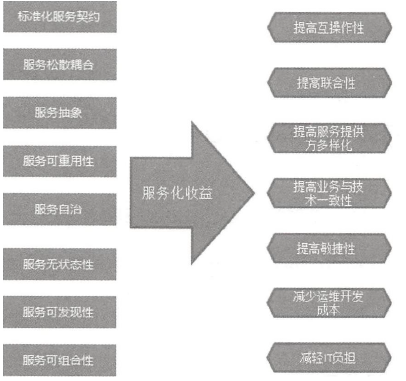 标准化服务契约
服务松散耦合
服务抽象
服务可重用性
服务自治
服务无状态性
服务可发现性
服务可组合性
服务化收益
提高互操作性
提高联合性
提高服务提供
方多样化
提高业务与技
术一致性
提高敏捷性
减少运维开发
成本
减轻IT负担